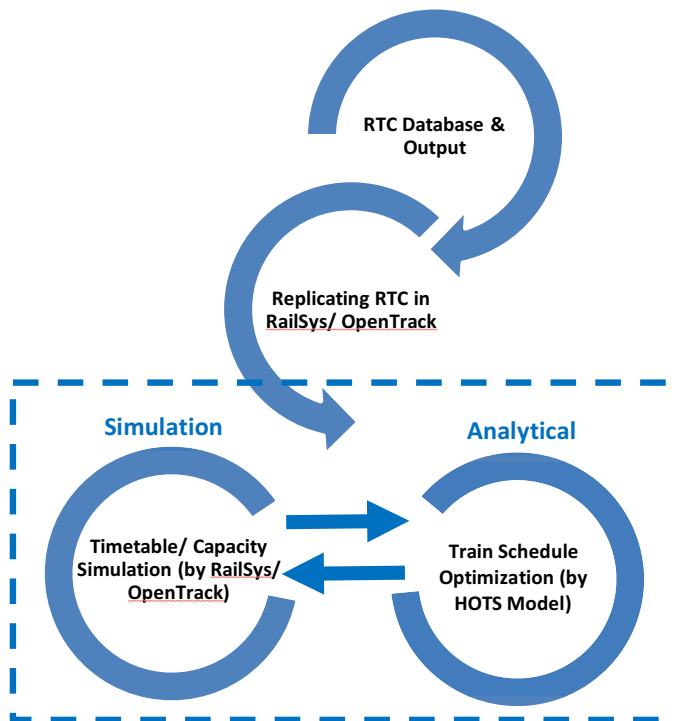 RTC Database &
Output
Replicating RTC in
RailSys/ OpenTrack
Simulation
Analytical
Timetable/ Capacity
Simulation (by RailSys/
OpenTrack)
Train Schedule
Optimization (by
HOTS Model)